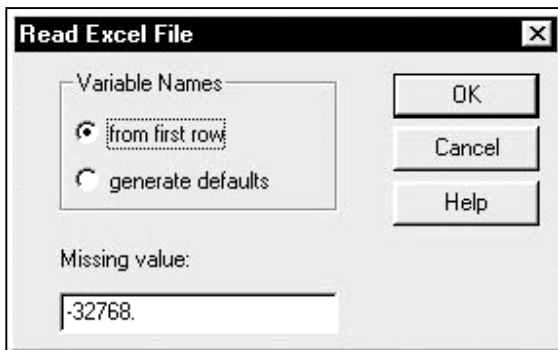 Read Excel File
Variable Names
from first row
generate defaults
OK
Cancel
Help
Missing value:
-32768.